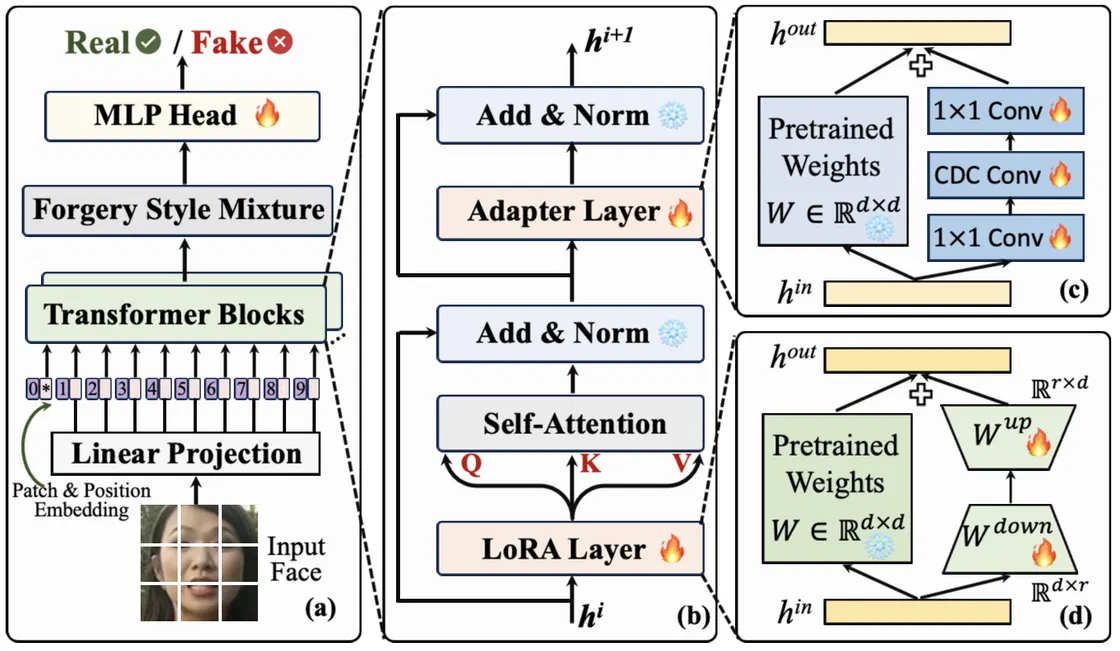 Real / Fake
MLP Head
Forgery Style Mixture
Transformer Blocks
0 * 1 2 3 4 5 6 7 8 9
Linear Projection
Patch & Position
Embedding
Input
Face
(a)
h^{i+1}
Add & Norm
Adapter Layer
Add & Norm
Self-Attention
Q K V
LoRA Layer
h^i
(b)
h^{out}
Pretrained
Weights
W ∈ ℝ^{d×d}
1×1 Conv
CDC Conv
1×1 Conv
h^{in}
(c)
h^{out}
ℝ^{r×d}
W^{up}
Pretrained
Weights
W ∈ ℝ^{d×d}
W^{down}
ℝ^{d×r}
h^{in}
(d)